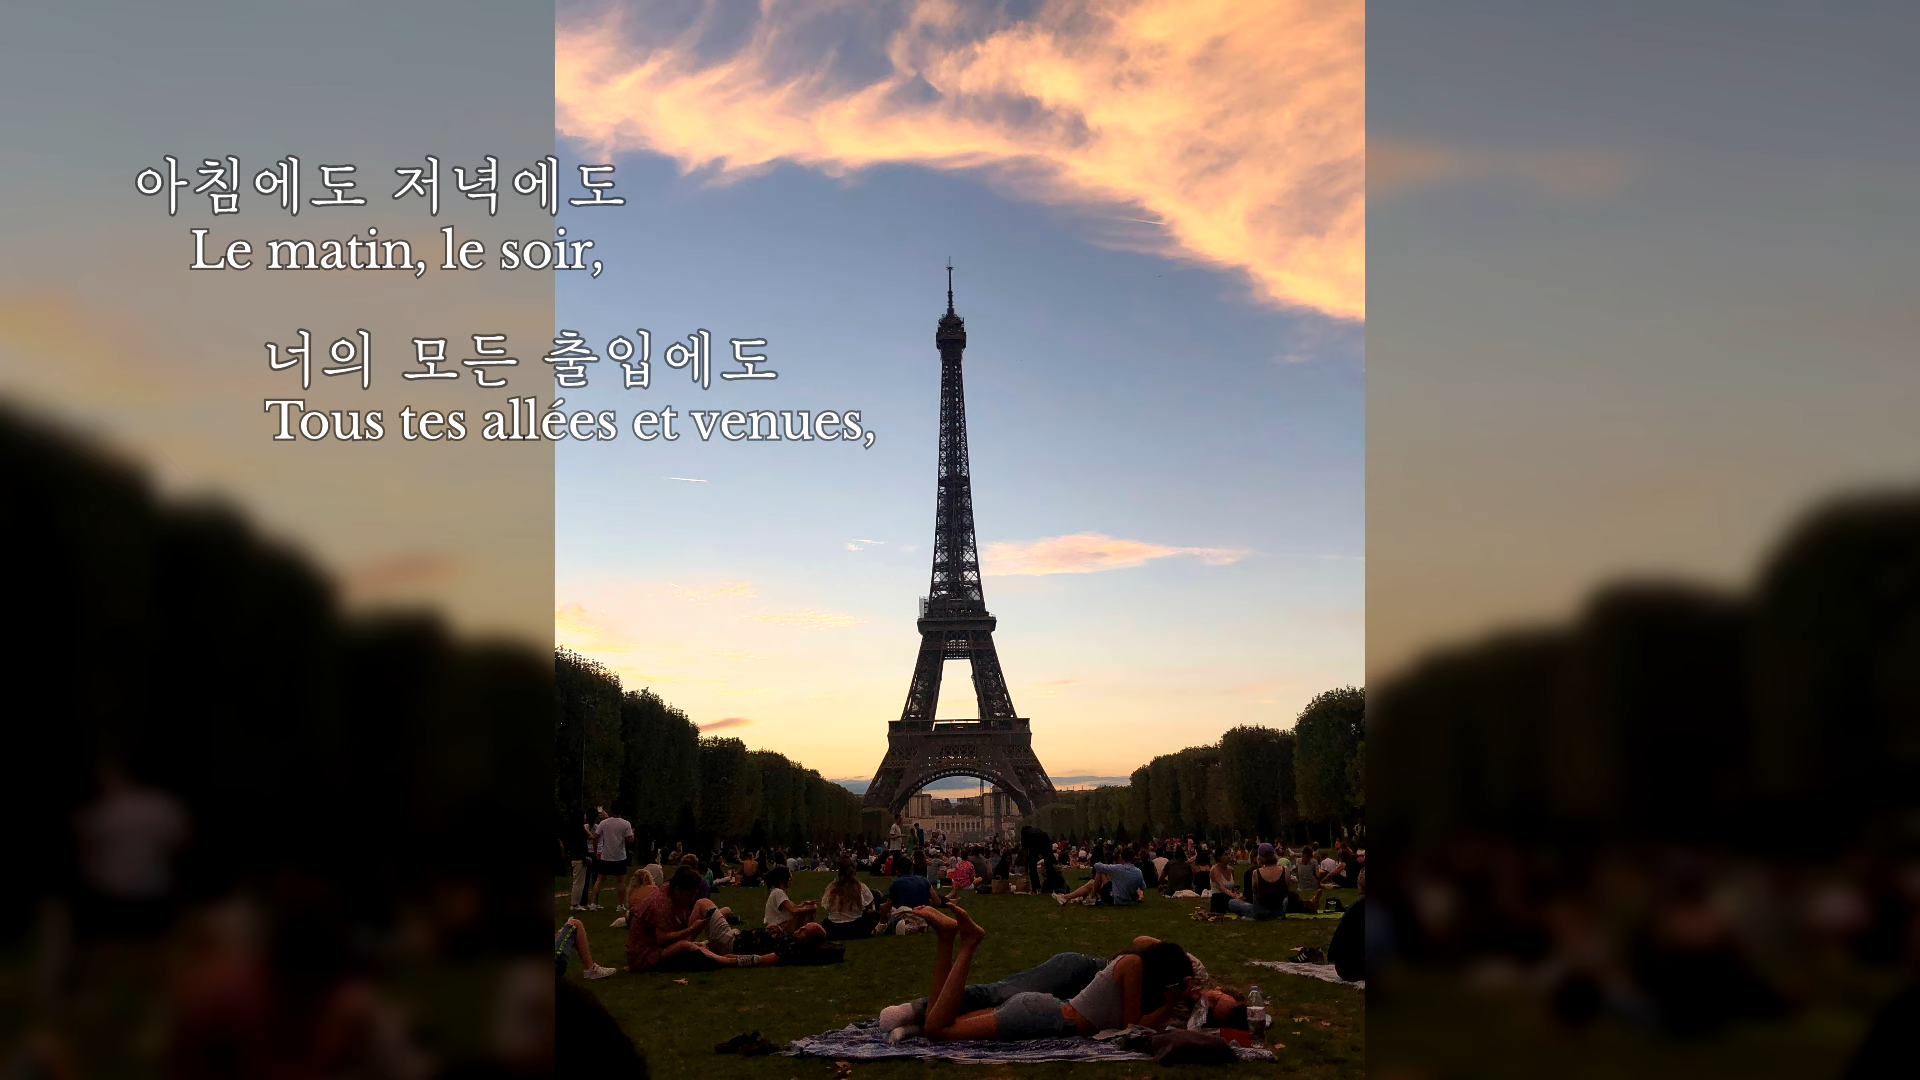 아침에도 저녁에도
Le matin, le soir,
너의 모든 출입에도
Tous tes allées et venues,